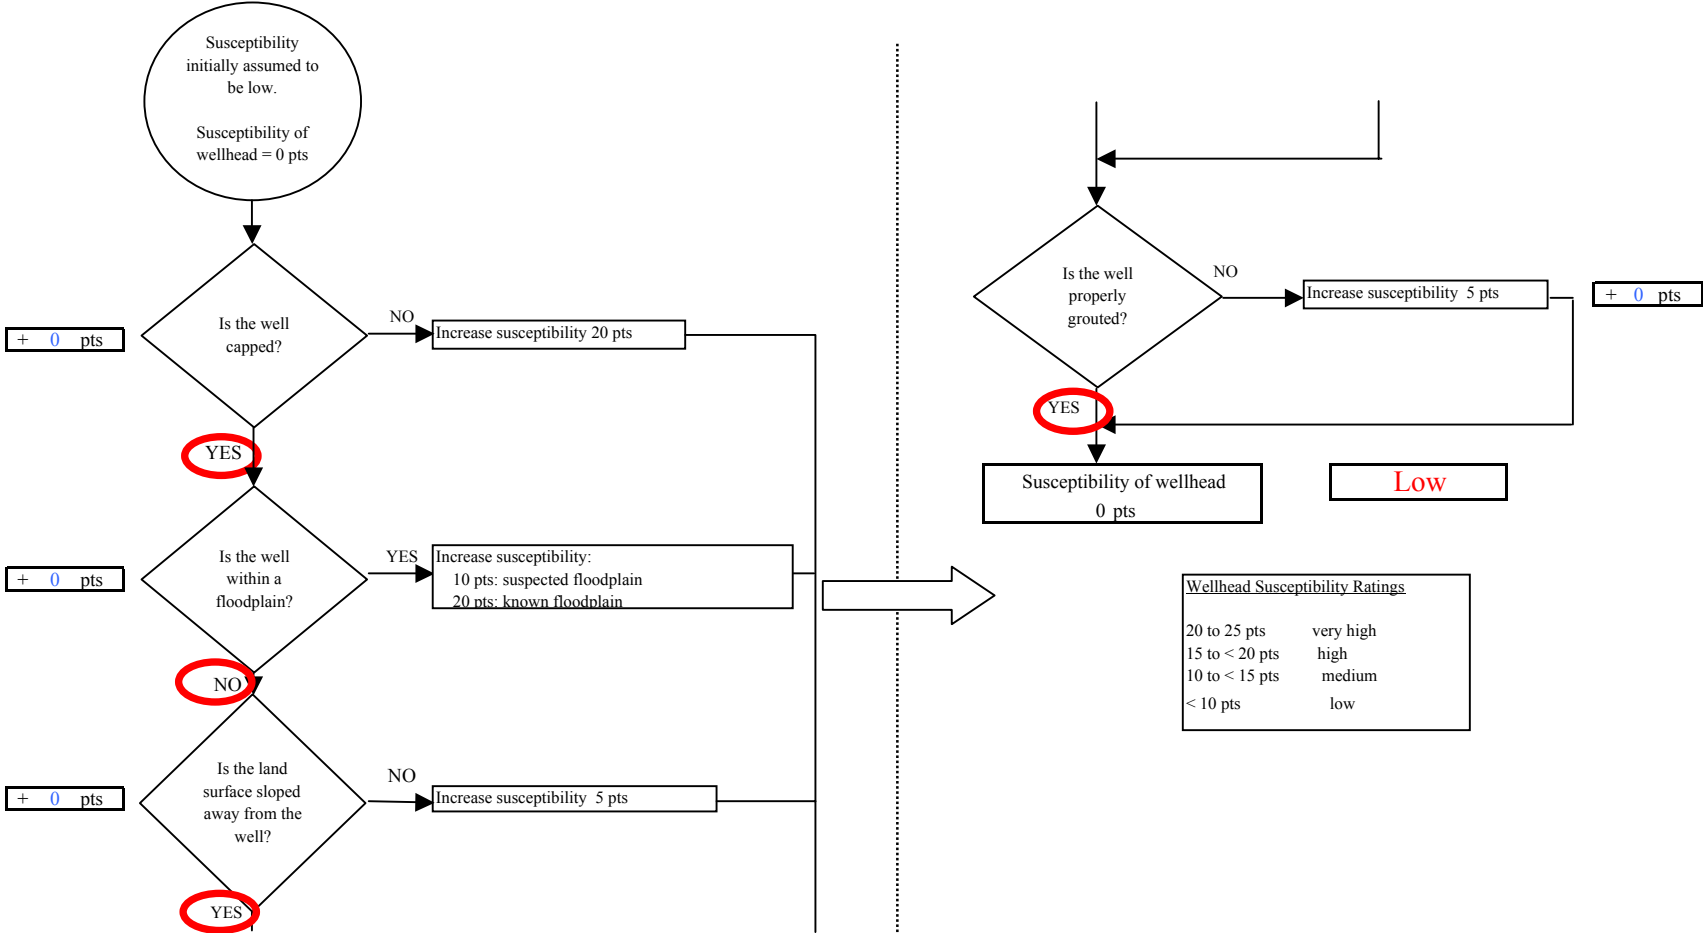 Susceptibility
initially assumed to
be low.
Susceptibility of
wellhead = 0 pts
Is the well
capped?
NO
Increase susceptibility 20 pts
+ 0 pts
YES
Is the well
within a
floodplain?
YES
Increase susceptibility:
10 pts: suspected floodplain
20 pts: known floodplain
+ 0 pts
NO
Is the land
surface sloped
away from the
well?
NO
Increase susceptibility 5 pts
+ 0 pts
YES
Is the well
properly
grouted?
NO
Increase susceptibility 5 pts
+ 0 pts
YES
Susceptibility of wellhead
0 pts
Low
Wellhead Susceptibility Ratings
20 to 25 pts very high
15 to < 20 pts high
10 to < 15 pts medium
< 10 pts low